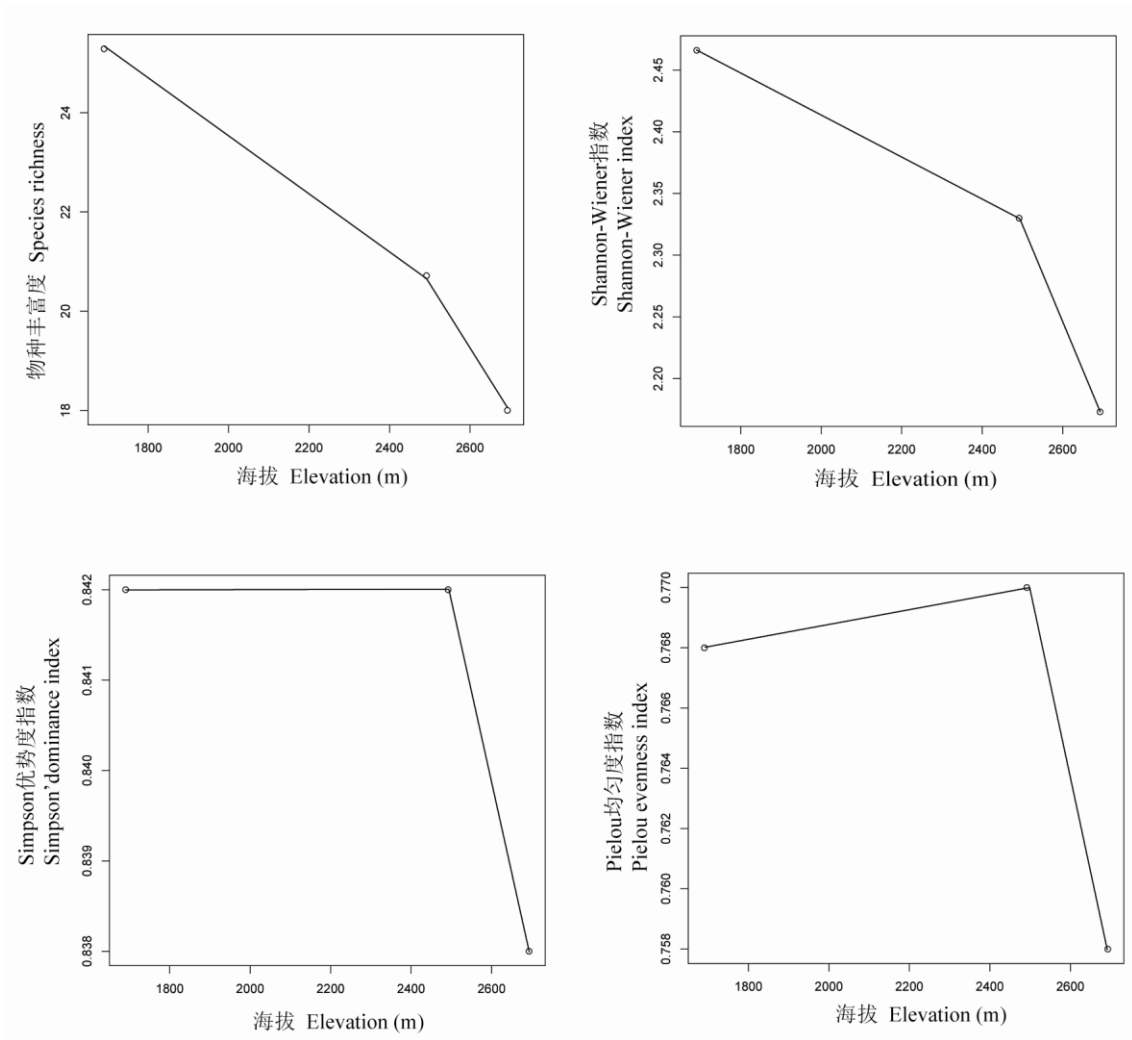 物种丰富度 Species richness
24
22
20
18
1800 2000 2200 2400 2600
海拔 Elevation (m)
Shannon-Wiener指数
Shannon-Wiener index
2.45
2.40
2.35
2.30
2.25
2.20
1800 2000 2200 2400 2600
海拔 Elevation (m)
Simpson优势度指数
Simpson'dominance index
0.842
0.841
0.840
0.839
0.838
1800 2000 2200 2400 2600
海拔 Elevation (m)
Pielou均匀度指数
Pielou evenness index
0.770
0.768
0.766
0.764
0.762
0.760
0.758
1800 2000 2200 2400 2600
海拔 Elevation (m)